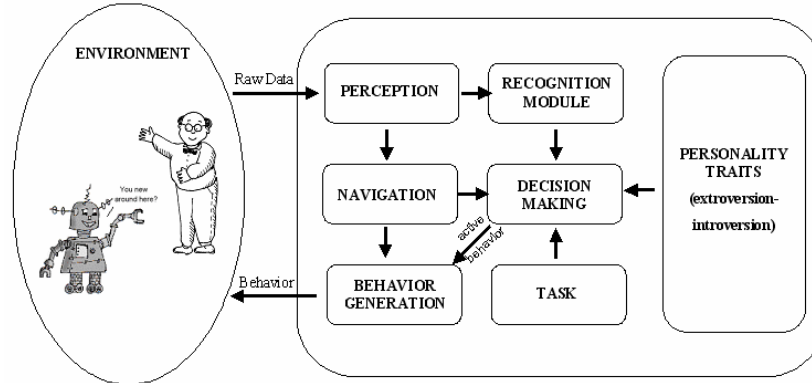 ENVIRONMENT
Raw Data
PERCEPTION
RECOGNITION
MODULE
PERSONALITY
TRAITS
(extroversion-
introversion)
You new
around here?
NAVIGATION
DECISION
MAKING
active
behavior
Behavior
BEHAVIOR
GENERATION
TASK